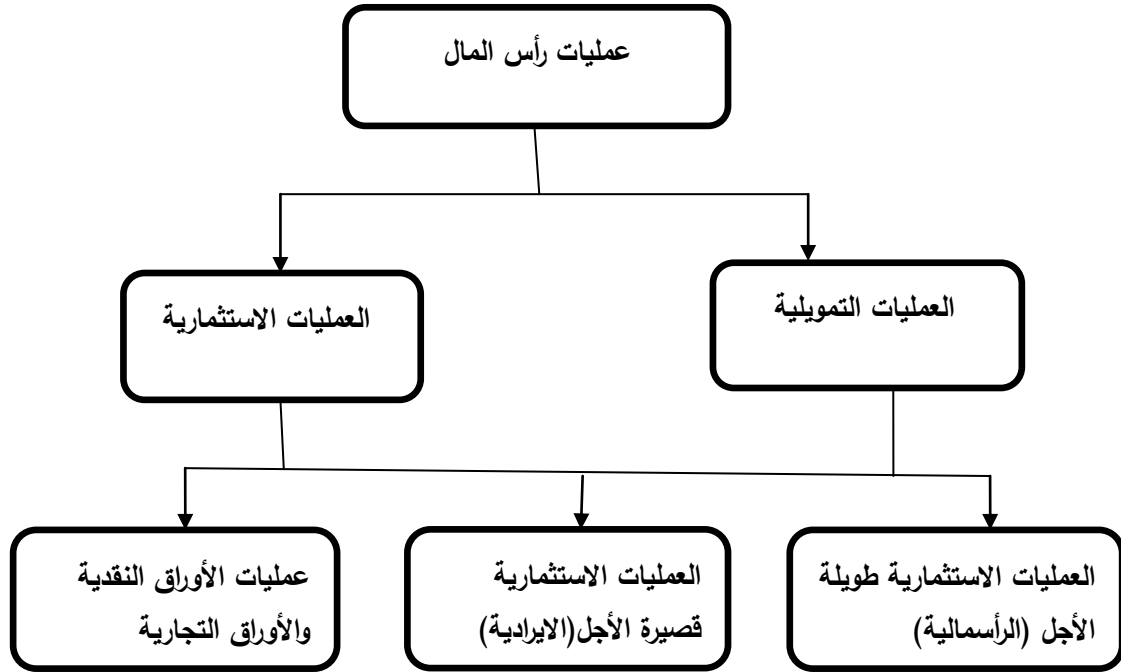 عمليات رأس المال
العمليات التمويلية
العمليات الاستثمارية
العمليات الاستثمارية طويلة
الأجل (الرأسمالية)
العمليات الاستثمارية
قصيرة الأجل(الايرادية)
عمليات الأوراق النقدية
والأوراق التجارية